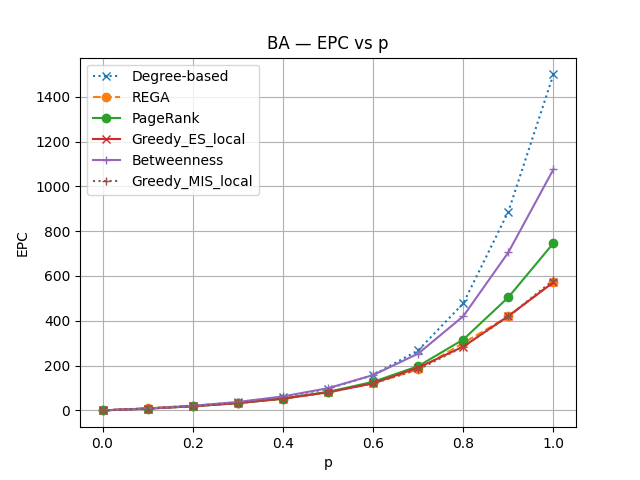 BA — EPC vs p
Degree-based
REGA
PageRank
Greedy_ES_local
Betweenness
Greedy_MIS_local
EPC
1400
1200
1000
800
600
400
200
0
0.0 0.2 0.4 0.6 0.8 1.0
p